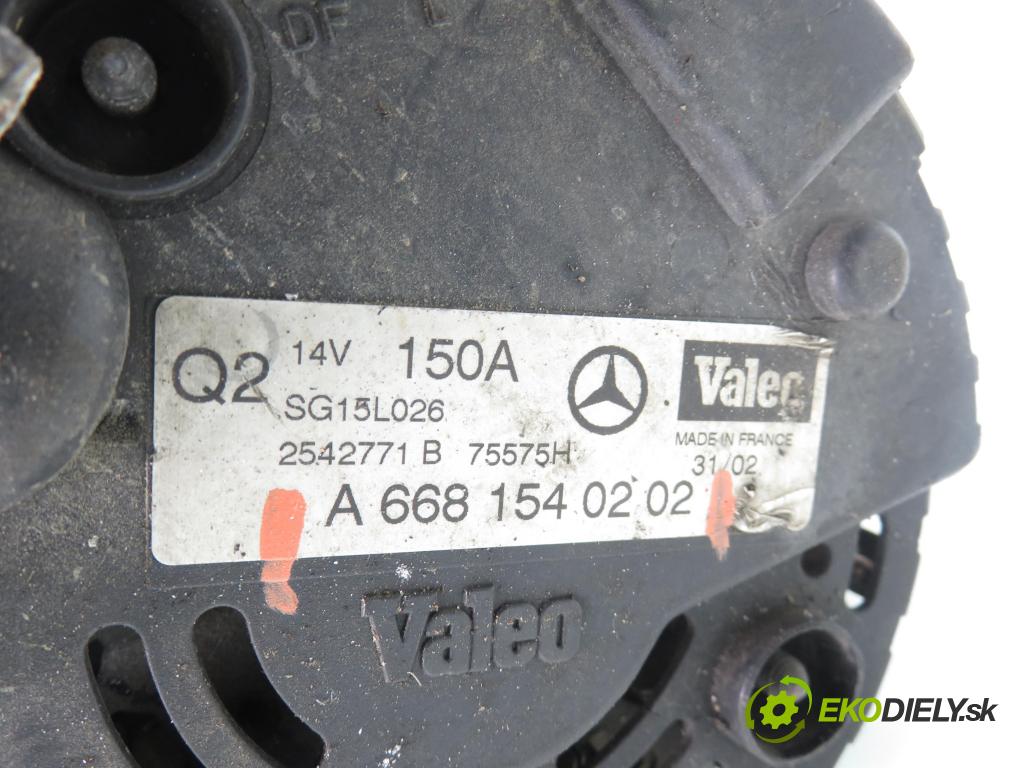 DF L
Q2 14V 150A Valeo
SG15L026
MADE IN FRANCE
2542771 B 75575H 31/02
A 668 154 02 02
Valeo
EKODIELY.sk